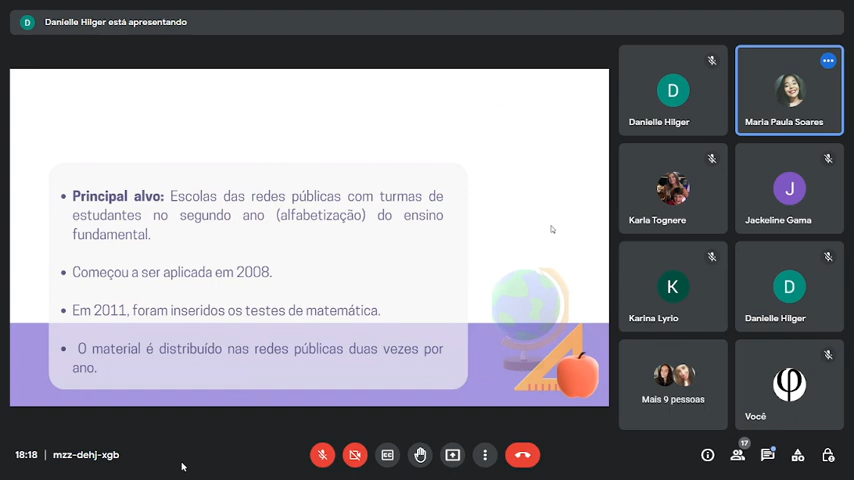 D Danielle Hilger está apresentando
• Principal alvo: Escolas das redes públicas com turmas de
estudantes no segundo ano (alfabetização) do ensino
fundamental.
• Começou a ser aplicada em 2008.
• Em 2011, foram inseridos os testes de matemática.
• O material é distribuído nas redes públicas duas vezes por
ano.
D
Danielle Hilger
Maria Paula Soares
Karla Tognere
J
Jackeline Gama
K
Karina Lyrio
D
Danielle Hilger
Mais 9 pessoas
φ
Você
18:18 | mzz-dehj-xgb
CC
17